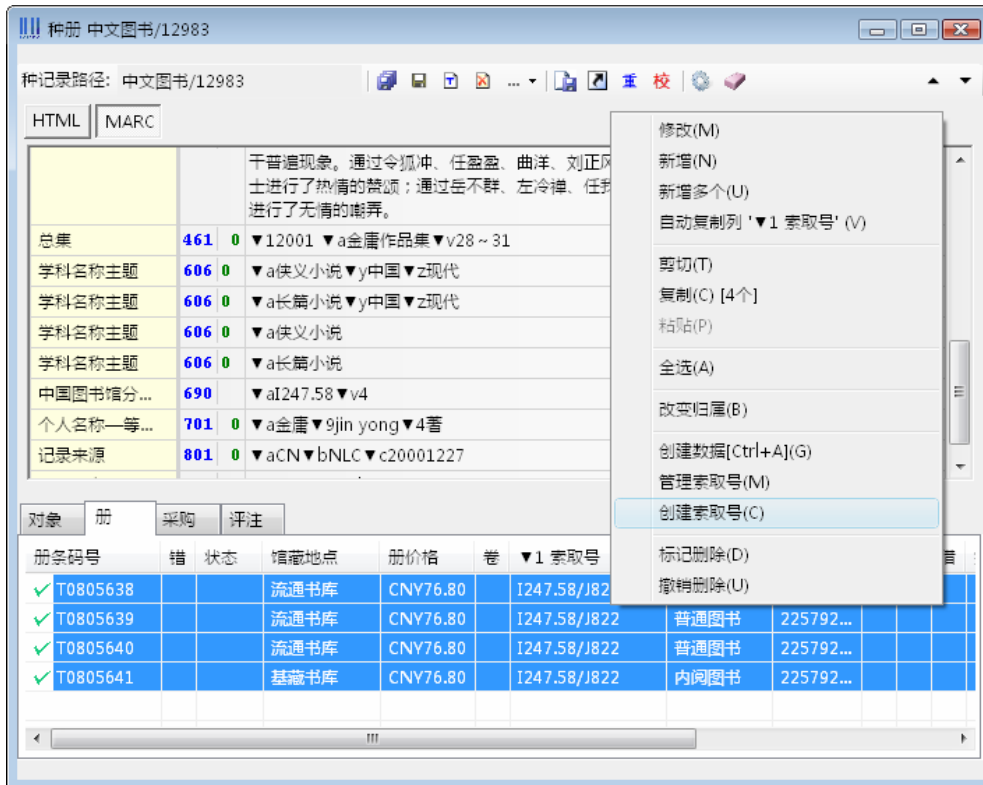 种册 中文图书/12983
种记录路径: 中文图书/12983
... 重 校
HTML MARC
干普遍现象。通过令狐冲、任盈盈、曲洋、刘正风
士进行了热情的赞颂；通过岳不群、左冷禅、任我
进行了无情的嘲弄。
总集 461 0 ▼12001 ▼a金庸作品集▼v28～31
学科名称主题 606 0 ▼a侠义小说▼y中国▼z现代
学科名称主题 606 0 ▼a长篇小说▼y中国▼z现代
学科名称主题 606 0 ▼a侠义小说
学科名称主题 606 0 ▼a长篇小说
中国图书馆分... 690 ▼aI247.58▼v4
个人名称—等... 701 0 ▼a金庸▼9jin yong▼4著
记录来源 801 0 ▼aCN▼bNLC▼c20001227
修改(M)
新增(N)
新增多个(U)
自动复制列 '▼1 索取号' (V)
剪切(T)
复制(C) [4个]
粘贴(P)
全选(A)
改变归属(B)
创建数据[Ctrl+A](G)
管理索取号(M)
创建索取号(C)
标记删除(D)
撤销删除(U)
对象 册 采购 评注
册条码号 错 状态 馆藏地点 册价格 卷 ▼1 索取号
T0805638 流通书库 CNY76.80 I247.58/J82
T0805639 流通书库 CNY76.80 I247.58/J822 普通图书 225792...
T0805640 流通书库 CNY76.80 I247.58/J822 普通图书 225792...
T0805641 基藏书库 CNY76.80 I247.58/J822 内阅图书 225792...